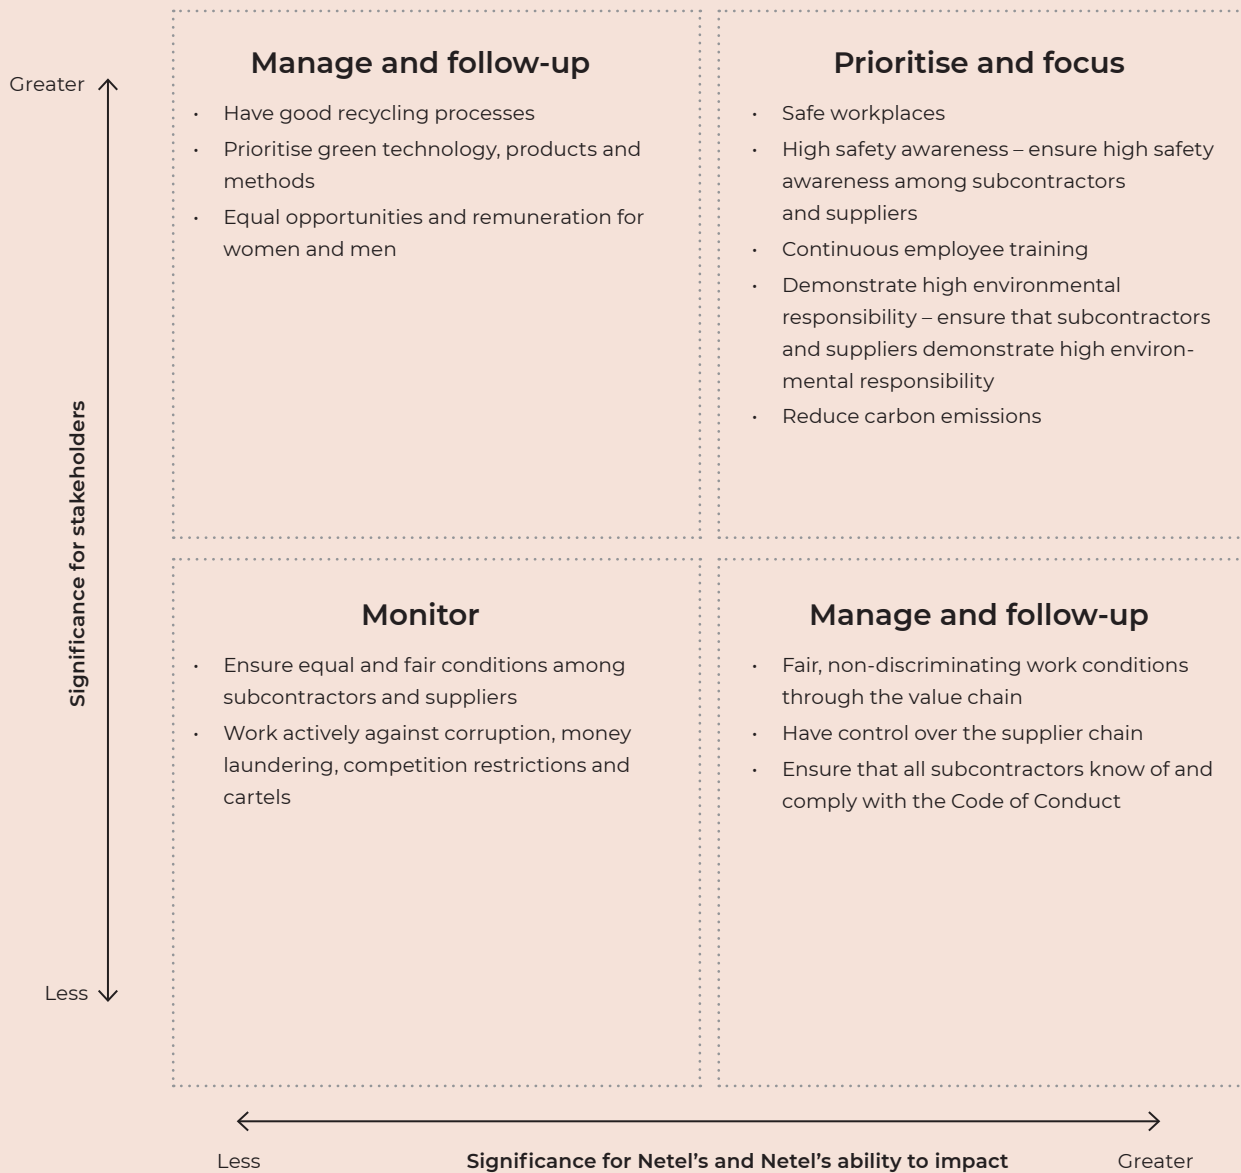 Greater
Significance for stakeholders
Less
Manage and follow-up
• Have good recycling processes
• Prioritise green technology, products and
methods
• Equal opportunities and remuneration for
women and men
Prioritise and focus
• Safe workplaces
• High safety awareness – ensure high safety
awareness among subcontractors
and suppliers
• Continuous employee training
• Demonstrate high environmental
responsibility – ensure that subcontractors
and suppliers demonstrate high environ-
mental responsibility
• Reduce carbon emissions
Monitor
• Ensure equal and fair conditions among
subcontractors and suppliers
• Work actively against corruption, money
laundering, competition restrictions and
cartels
Manage and follow-up
• Fair, non-discriminating work conditions
through the value chain
• Have control over the supplier chain
• Ensure that all subcontractors know of and
comply with the Code of Conduct
Less
Significance for Netel’s and Netel’s ability to impact
Greater